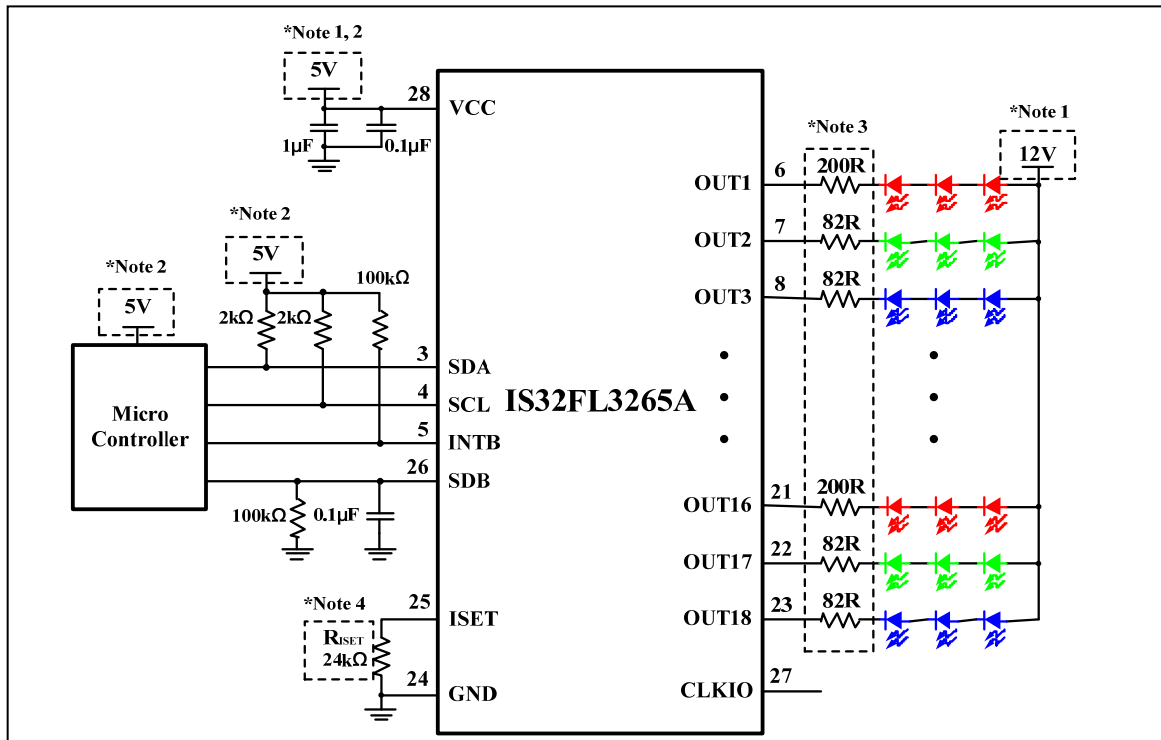 *Note 1, 2
5V
28
VCC
1μF
0.1μF
*Note 3
*Note 1
12V
6
200R
OUT1
7
82R
OUT2
8
82R
OUT3
*Note 2
5V
100kΩ
*Note 2
5V
2kΩ
2kΩ
3
SDA
4
SCL
IS32FL3265A
Micro
Controller
5
INTB
26
SDB
100kΩ
0.1μF
21
200R
OUT16
22
82R
OUT17
23
82R
OUT18
*Note 4
25
ISET
RISET
24kΩ
24
GND
27
CLKIO